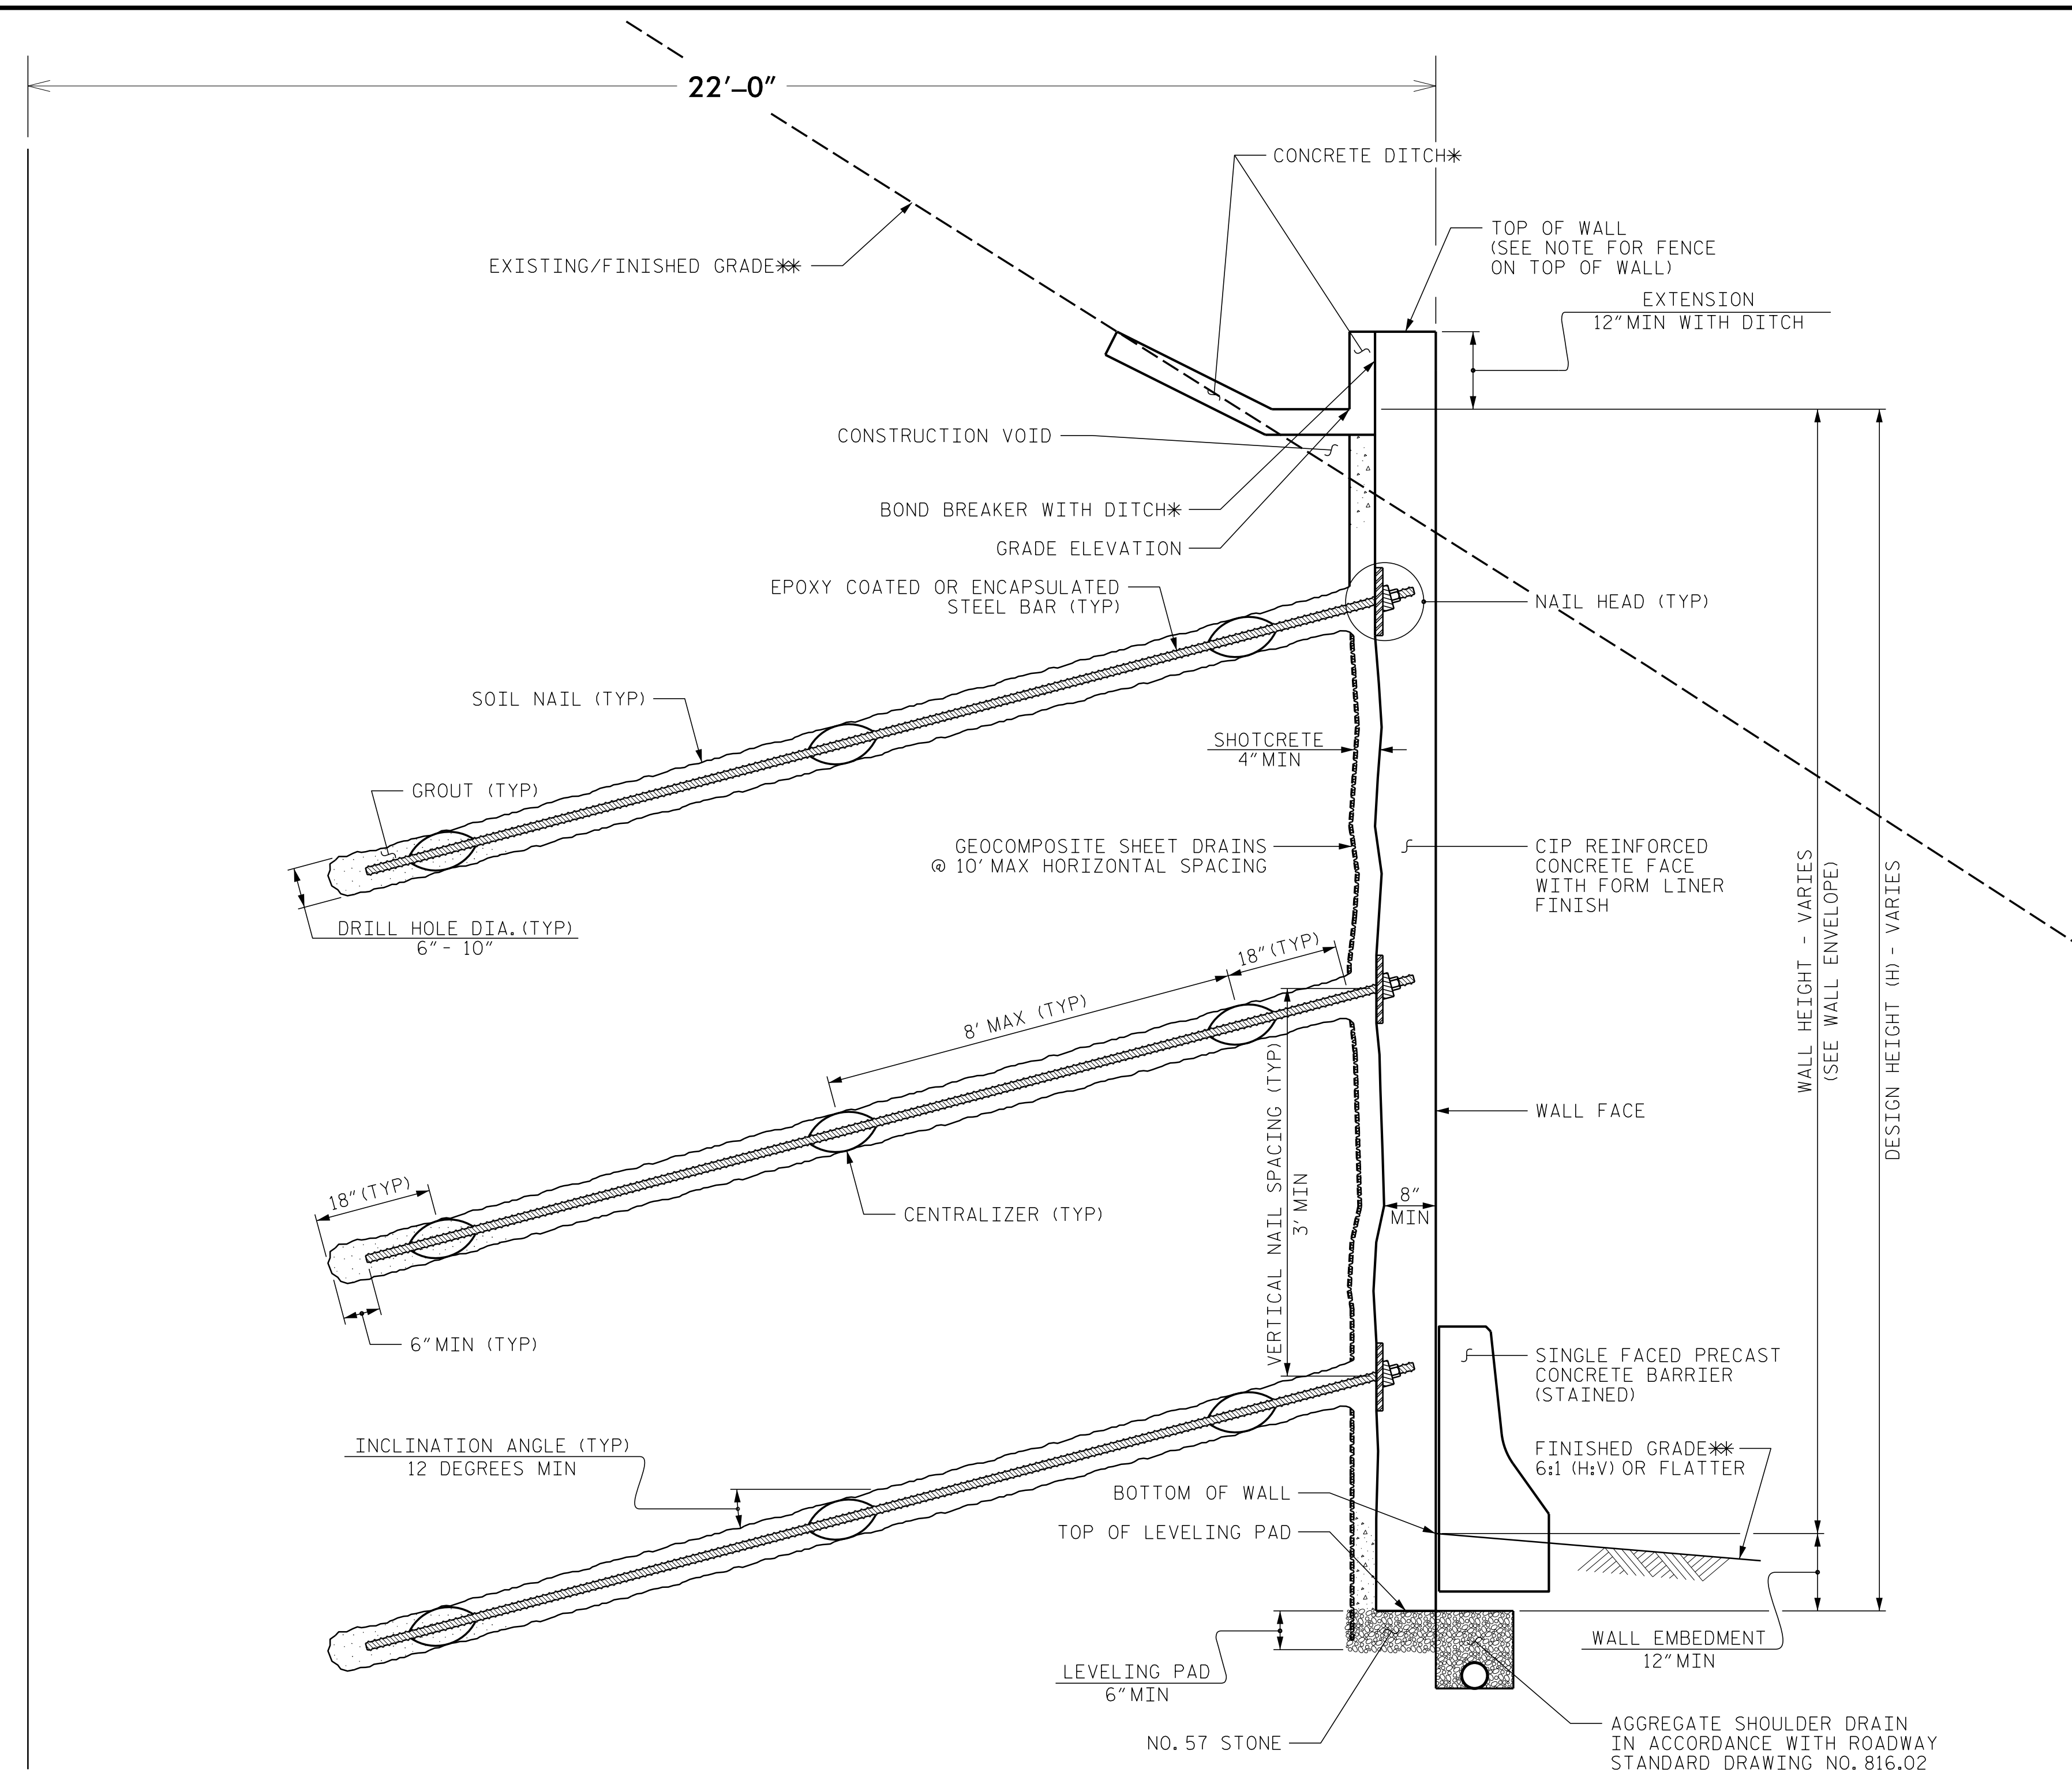 22'–0"
CONCRETE DITCH*
TOP OF WALL
(SEE NOTE FOR FENCE
ON TOP OF WALL)
EXISTING/FINISHED GRADE**
EXTENSION
12" MIN WITH DITCH
CONSTRUCTION VOID
BOND BREAKER WITH DITCH*
GRADE ELEVATION
EPOXY COATED OR ENCAPSULATED
STEEL BAR (TYP)
NAIL HEAD (TYP)
SOIL NAIL (TYP)
SHOTCRETE
4" MIN
GROUT (TYP)
GEOCOMPOSITE SHEET DRAINS
@ 10' MAX HORIZONTAL SPACING
CIP REINFORCED
CONCRETE FACE
WITH FORM LINER
FINISH
WALL HEIGHT - VARIES
(SEE WALL ENVELOPE)
DESIGN HEIGHT (H) - VARIES
DRILL HOLE DIA. (TYP)
6" - 10"
18" (TYP)
8' MAX (TYP)
VERTICAL NAIL SPACING (TYP)
3' MIN
WALL FACE
18" (TYP)
CENTRALIZER (TYP)
8"
MIN
6" MIN (TYP)
SINGLE FACED PRECAST
CONCRETE BARRIER
(STAINED)
INCLINATION ANGLE (TYP)
12 DEGREES MIN
FINISHED GRADE**
6:1 (H:V) OR FLATTER
BOTTOM OF WALL
TOP OF LEVELING PAD
WALL EMBEDMENT
12" MIN
LEVELING PAD
6" MIN
NO. 57 STONE
AGGREGATE SHOULDER DRAIN
IN ACCORDANCE WITH ROADWAY
STANDARD DRAWING NO. 816.02